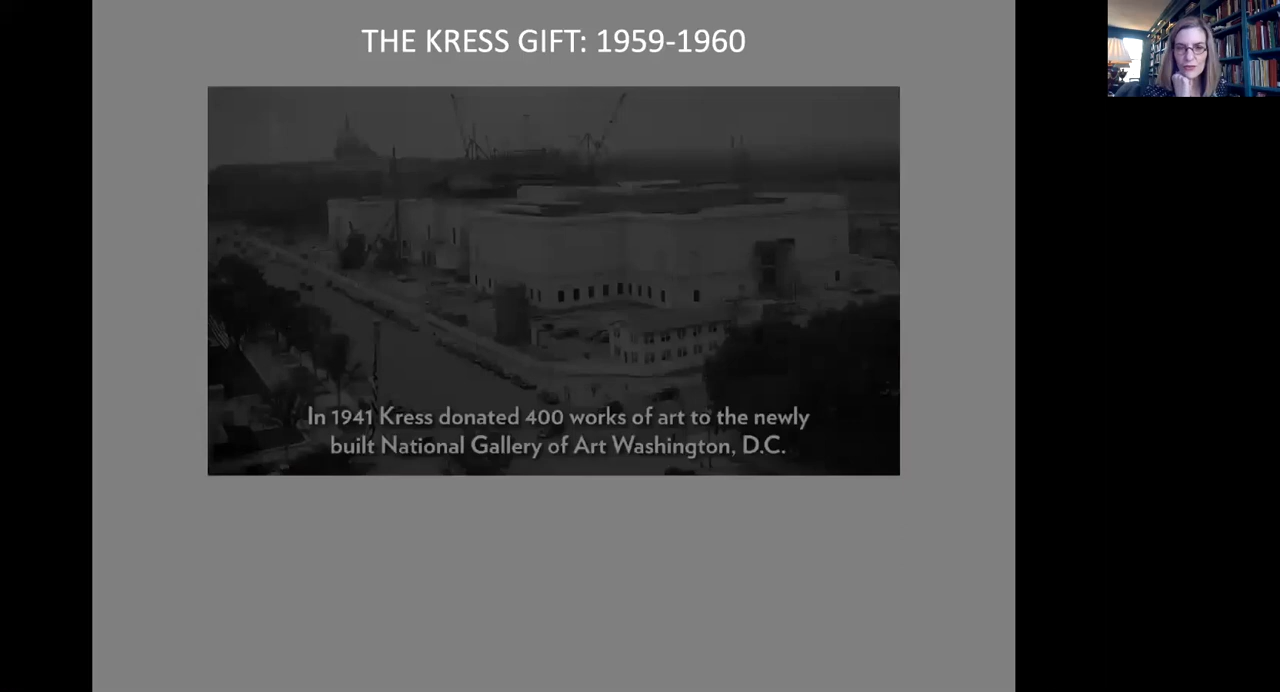 THE KRESS GIFT: 1959-1960
In 1941 Kress donated 400 works of art to the newly
built National Gallery of Art Washington, D.C.